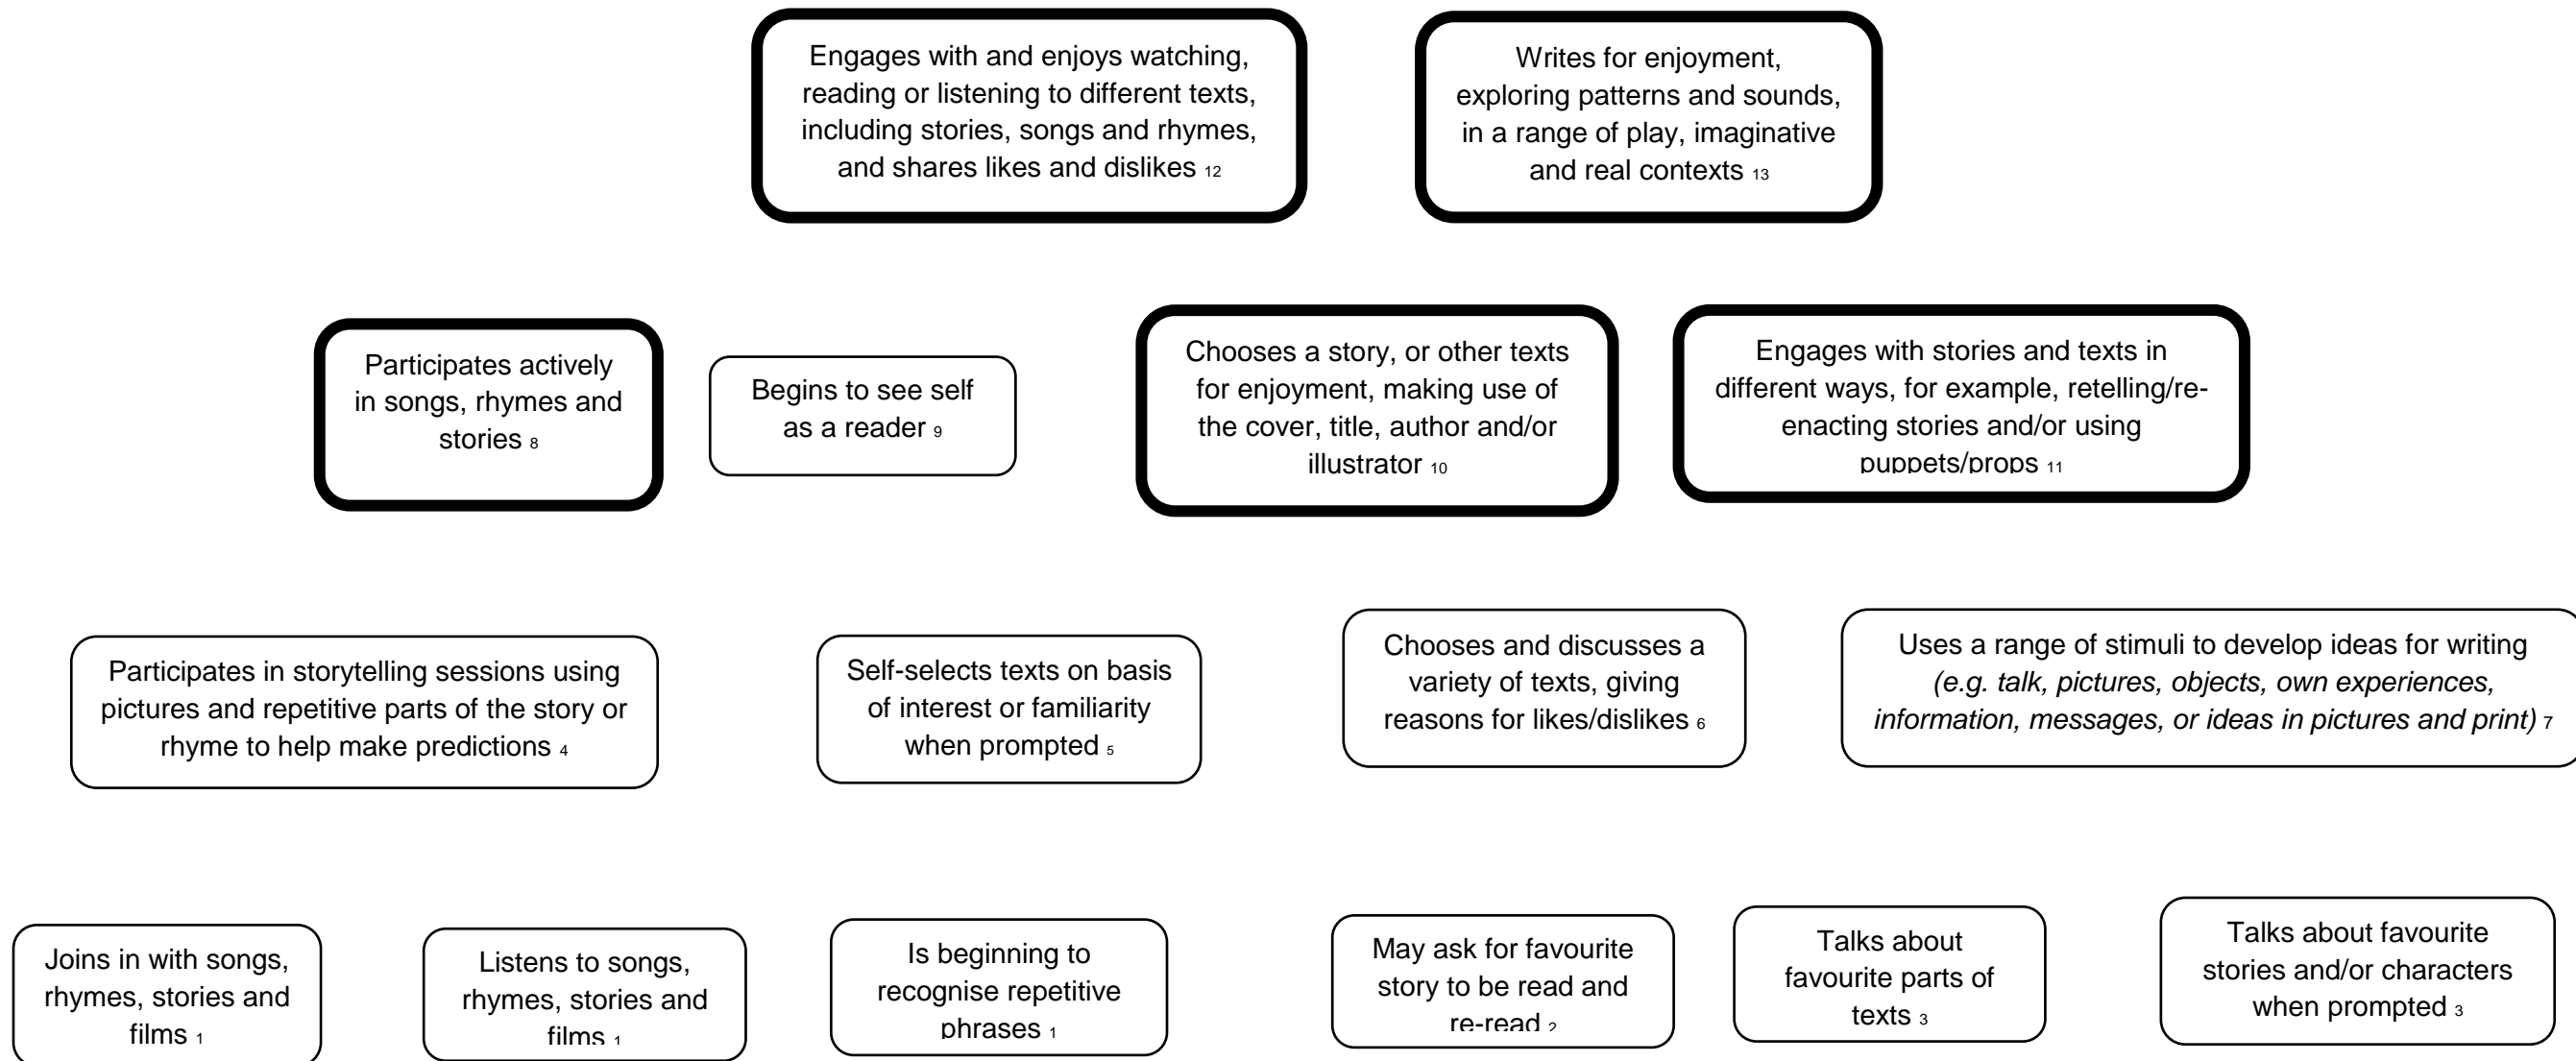 Engages with and enjoys watching,
reading or listening to different texts,
including stories, songs and rhymes,
and shares likes and dislikes 12
Writes for enjoyment,
exploring patterns and sounds,
in a range of play, imaginative
and real contexts 13
Participates actively
in songs, rhymes and
stories 8
Begins to see self
as a reader 9
Chooses a story, or other texts
for enjoyment, making use of
the cover, title, author and/or
illustrator 10
Engages with stories and texts in
different ways, for example, retelling/re-
enacting stories and/or using
puppets/props 11
Participates in storytelling sessions using
pictures and repetitive parts of the story or
rhyme to help make predictions 4
Self-selects texts on basis
of interest or familiarity
when prompted 5
Chooses and discusses a
variety of texts, giving
reasons for likes/dislikes 6
Uses a range of stimuli to develop ideas for writing
(e.g. talk, pictures, objects, own experiences,
information, messages, or ideas in pictures and print) 7
Joins in with songs,
rhymes, stories and
films 1
Listens to songs,
rhymes, stories and
films 1
Is beginning to
recognise repetitive
phrases 1
May ask for favourite
story to be read and
re-read 2
Talks about
favourite parts of
texts 3
Talks about favourite
stories and/or characters
when prompted 3